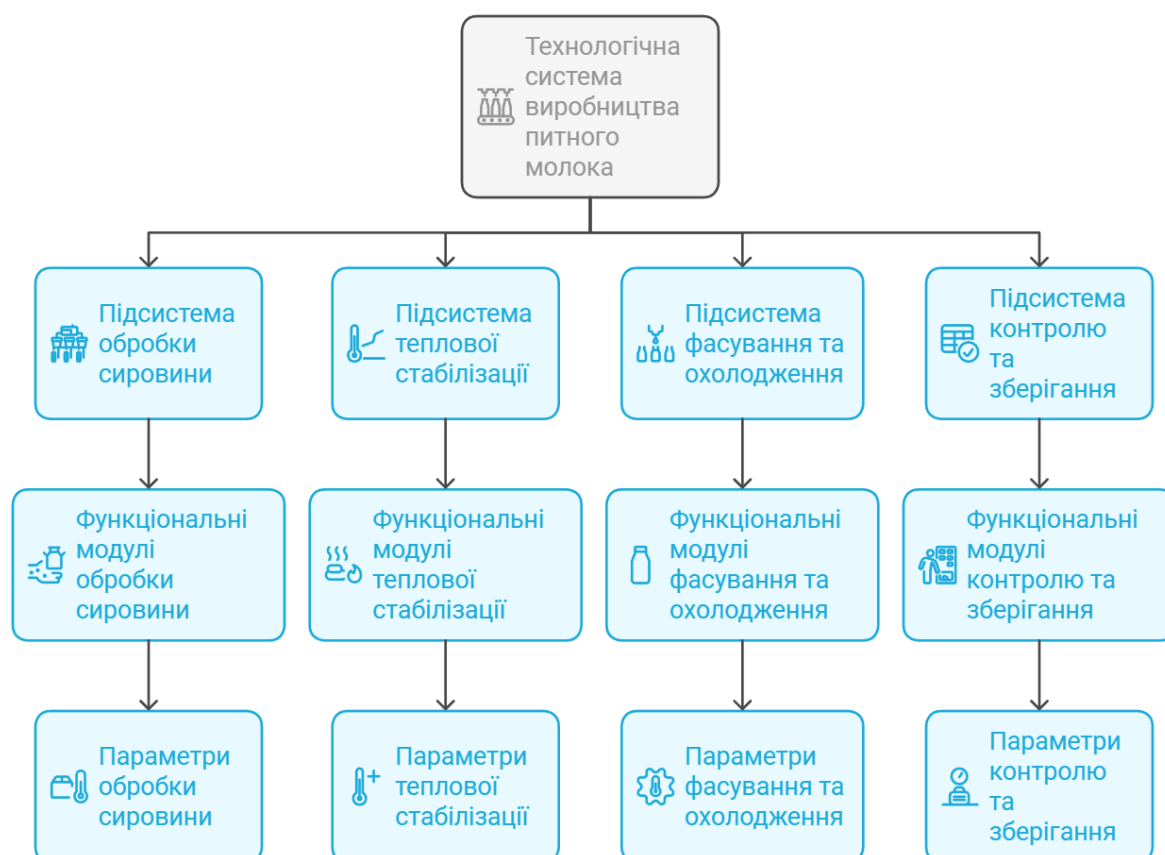 Технологічна
система
виробництва
питного
молока
Підсистема
обробки
сировини
Підсистема
теплової
стабілізації
Підсистема
фасування та
охолодження
Підсистема
контролю
та
зберігання
Функціональні
модулі
обробки
сировини
Функціональні
модулі
теплової
стабілізації
Функціональні
модулі
фасування та
охолодження
Функціональні
модулі
контролю та
зберігання
Параметри
обробки
сировини
Параметри
теплової
стабілізації
Параметри
фасування та
охолодження
Параметри
контролю
та
зберігання